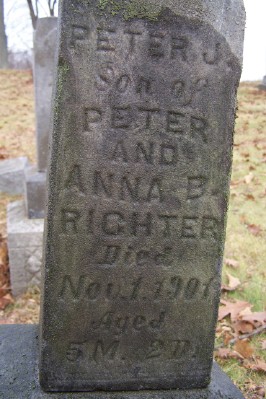 PETER J.
Son of
PETER
AND
ANNA B.
RIGHTER
Died
Nov. 1. 1901
Aged
5 M. 2 D.